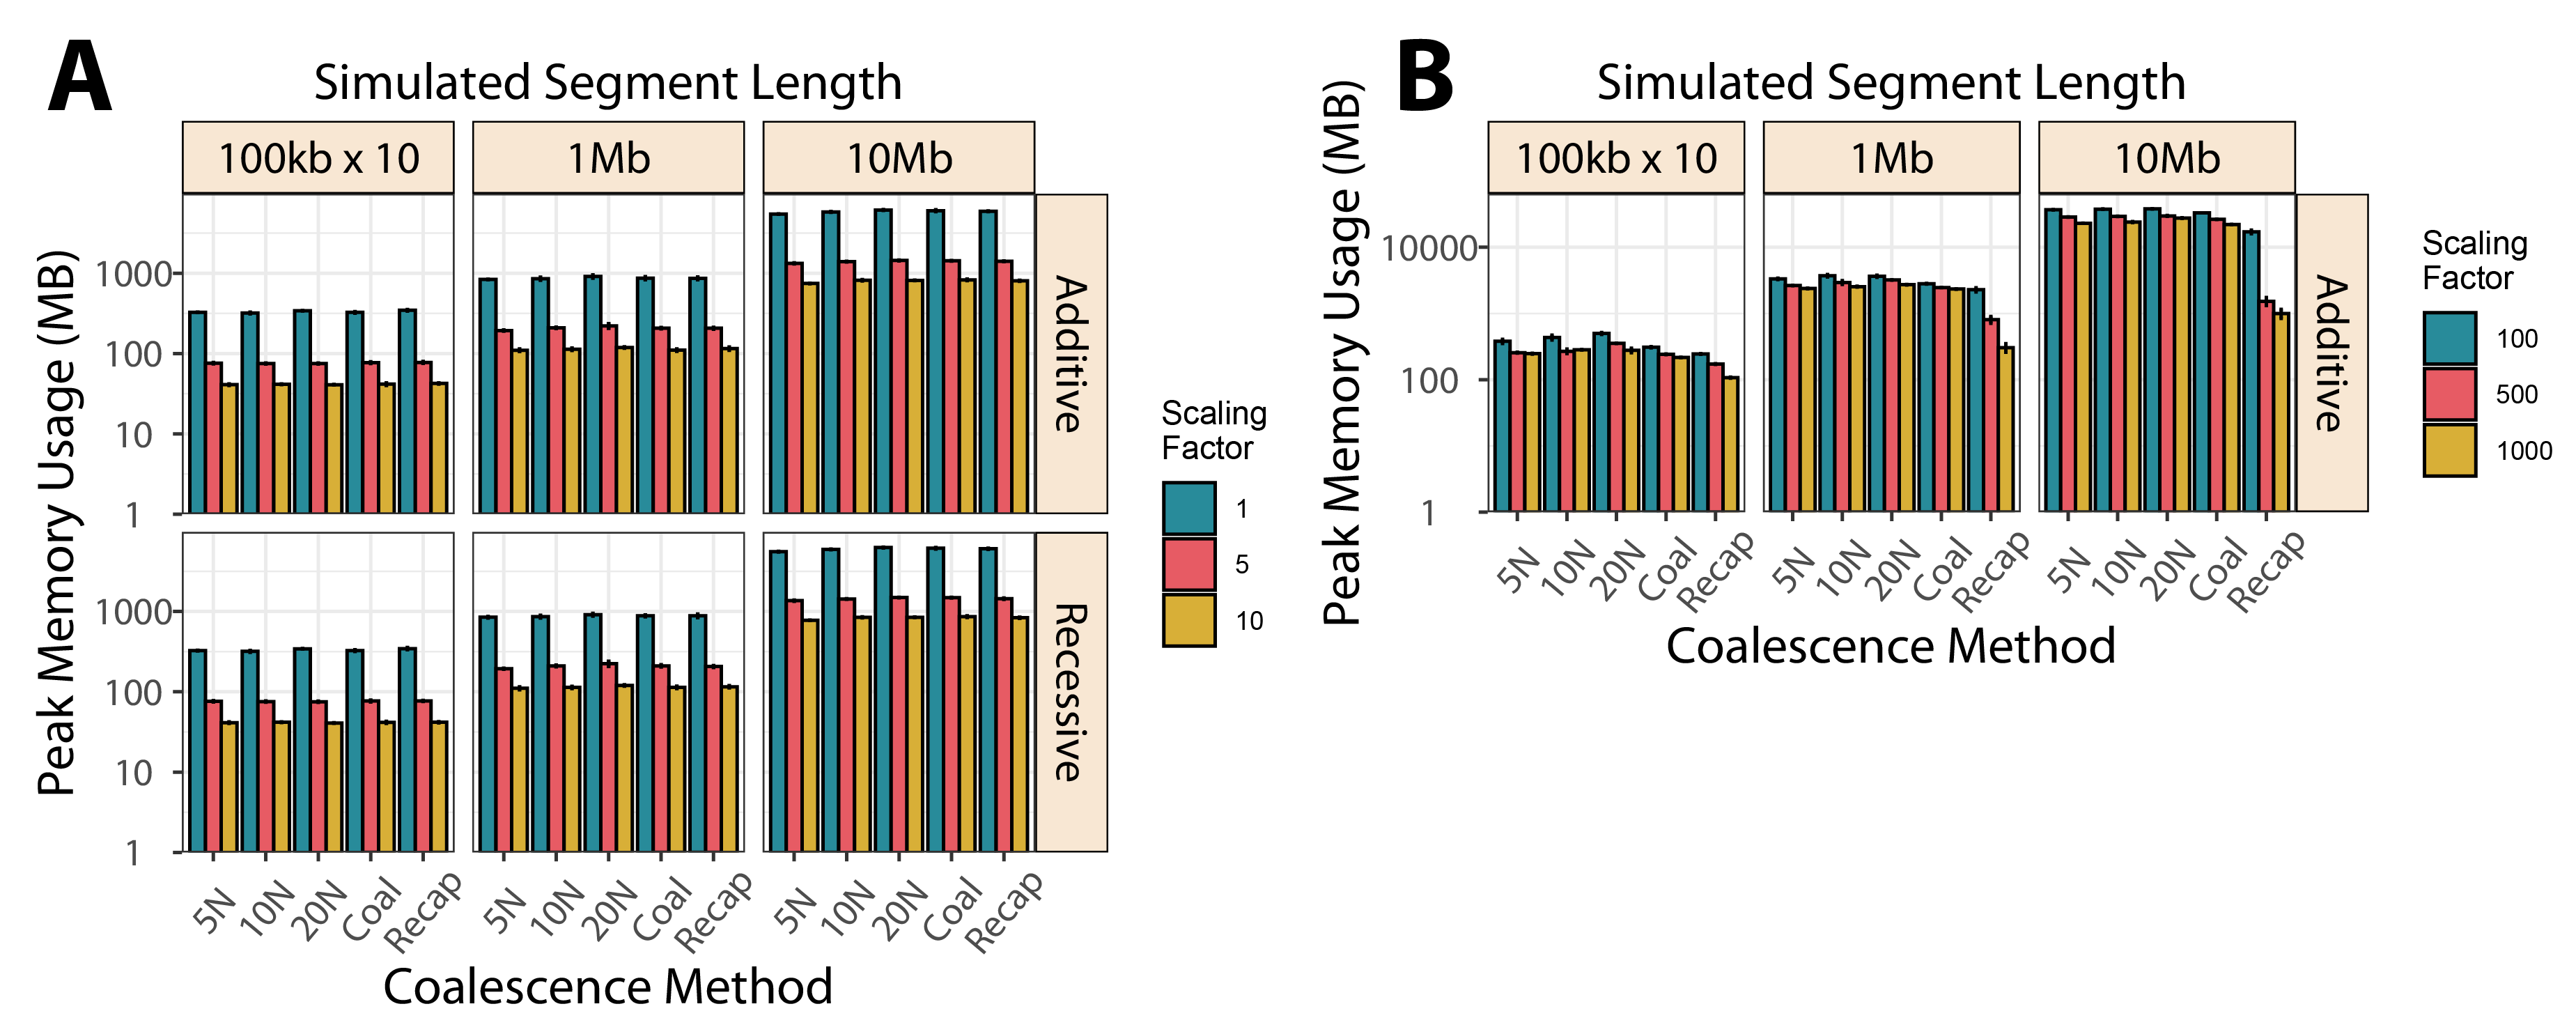 A
Simulated Segment Length
100kb x 10
1Mb
10Mb
Peak Memory Usage (MB)
1000
100
10
1
Additive
1000
100
10
1
Recessive
5N
10N
20N
Coal
Recap
5N
10N
20N
Coal
Recap
5N
10N
20N
Coal
Recap
Coalescence Method
Scaling
Factor
1
5
10
B
Simulated Segment Length
100kb x 10
1Mb
10Mb
Peak Memory Usage (MB)
10000
100
1
Additive
5N
10N
20N
Coal
Recap
5N
10N
20N
Coal
Recap
5N
10N
20N
Coal
Recap
Coalescence Method
Scaling
Factor
100
500
1000